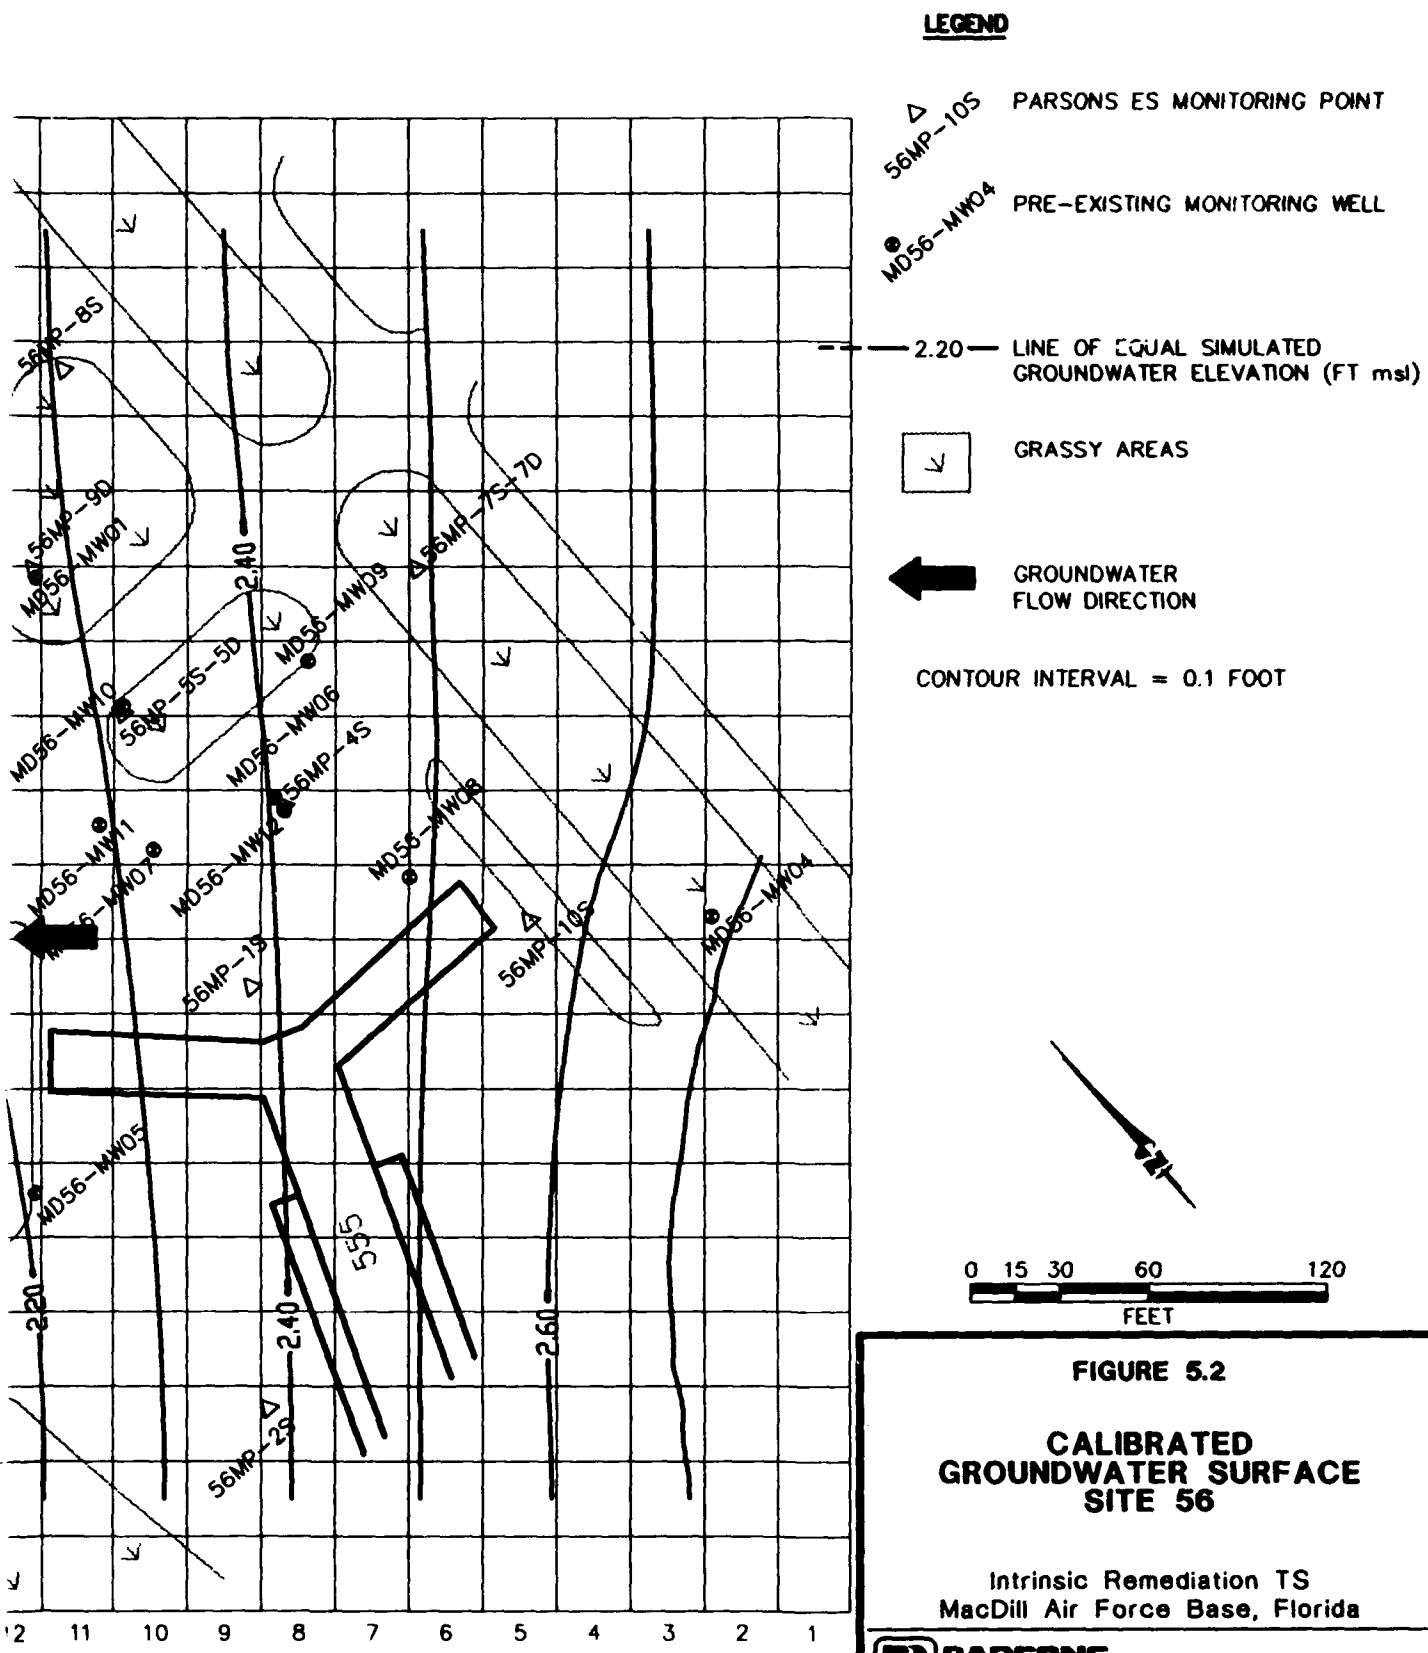 LEGEND
56MP-10S
PARSONS ES MONITORING POINT
MD56-MW04
PRE-EXISTING MONITORING WELL
2.20
LINE OF EQUAL SIMULATED
GROUNDWATER ELEVATION (FT msl)
GRASSY AREAS
GROUNDWATER
FLOW DIRECTION
CONTOUR INTERVAL = 0.1 FOOT
56MP-8S
56MP-9D
MD56-MW01
2.40
56MP-7S-7D
MD56-MW09
56MP-5S-5D
MD56-MW10
MD56-MW06
56MP-4S
MD56-MW12
MD56-MW08
MD56-MW11
MD56-MW07
56MP-1S
56MP-10S
MD56-MW04
MD56-MW05
555
2.20
2.40
2.60
56MP-2S
12 11 10 9 8 7 6 5 4 3 2 1
N
0 15 30 60 120
FEET
FIGURE 5.2
CALIBRATED
GROUNDWATER SURFACE
SITE 56
Intrinsic Remediation TS
MacDill Air Force Base, Florida
PARSONS